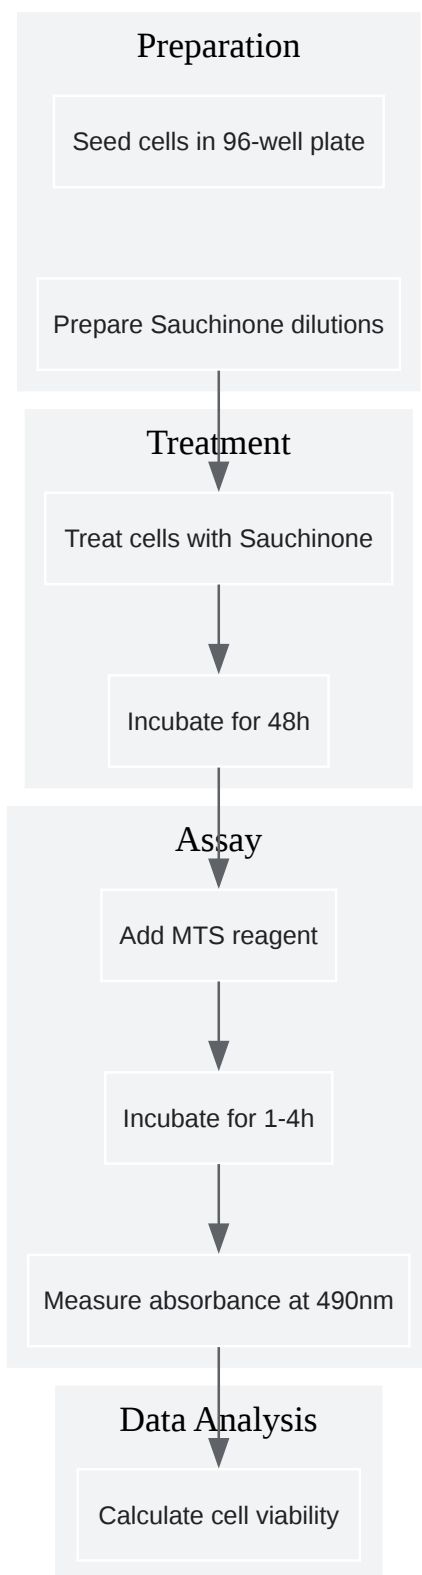 Preparation
Seed cells in 96-well plate
Prepare Sauchinone dilutions
Treatment
Treat cells with Sauchinone
Incubate for 48h
Assay
Add MTS reagent
Incubate for 1-4h
Measure absorbance at 490nm
Data Analysis
Calculate cell viability